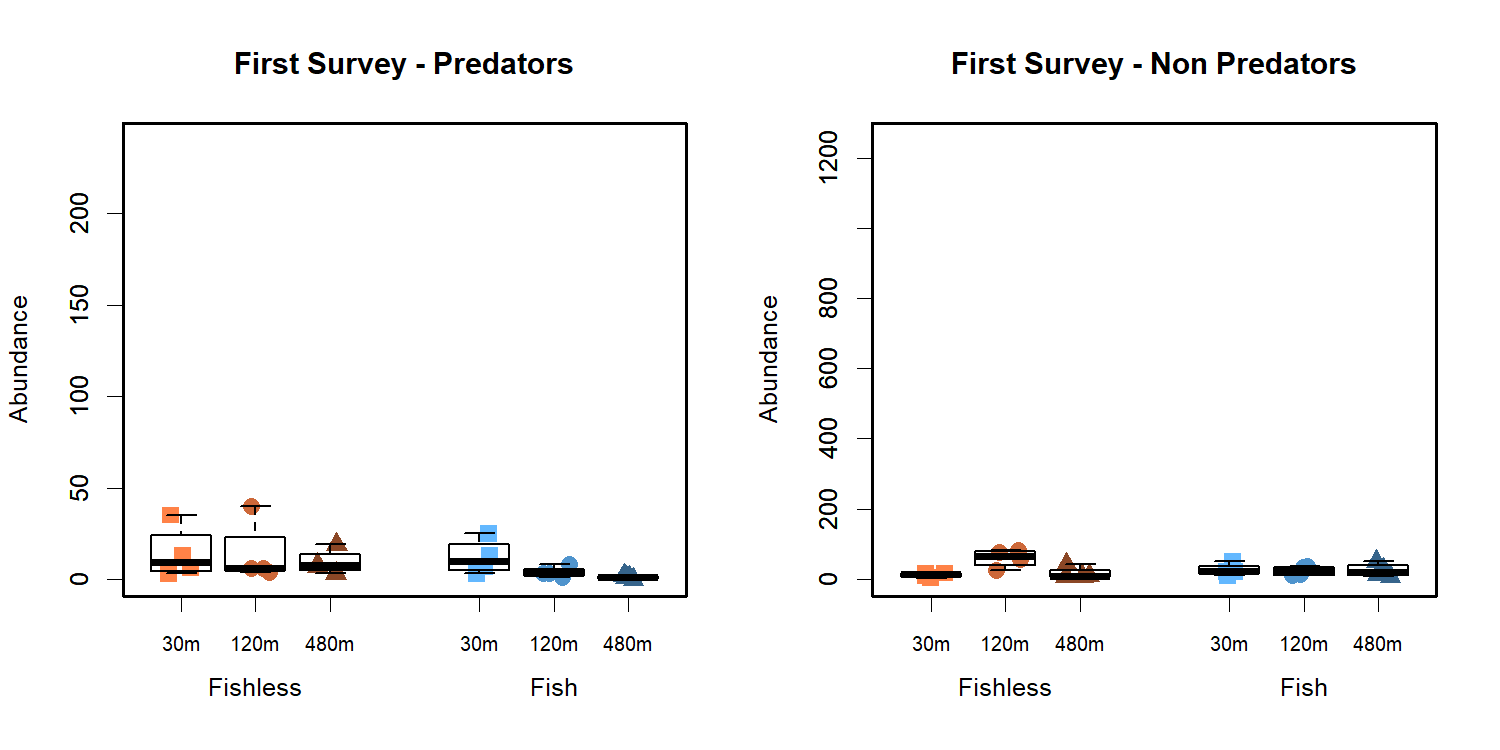 First Survey - Predators
Abundance
200
150
100
50
0
30m 120m 480m 30m 120m 480m
Fishless Fish
First Survey - Non Predators
Abundance
1200
800
600
400
200
0
30m 120m 480m 30m 120m 480m
Fishless Fish